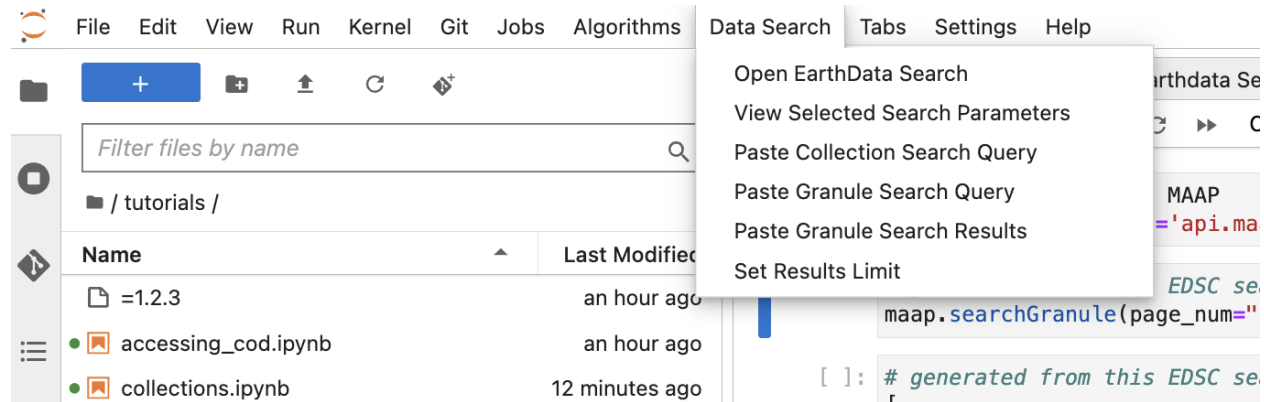 File Edit View Run Kernel Git Jobs Algorithms Data Search Tabs Settings Help
Open EarthData Search
View Selected Search Parameters
Paste Collection Search Query
Paste Granule Search Query
Paste Granule Search Results
Set Results Limit
Filter files by name
/ tutorials /
Name Last Modified
=1.2.3 an hour ago
accessing_cod.ipynb an hour ago
collections.ipynb 12 minutes ago
arthdata Se
MAAP
='api.ma
EDSC sea
maap.searchGranule(page_num="
[ ]: # generated from this EDSC sea
[